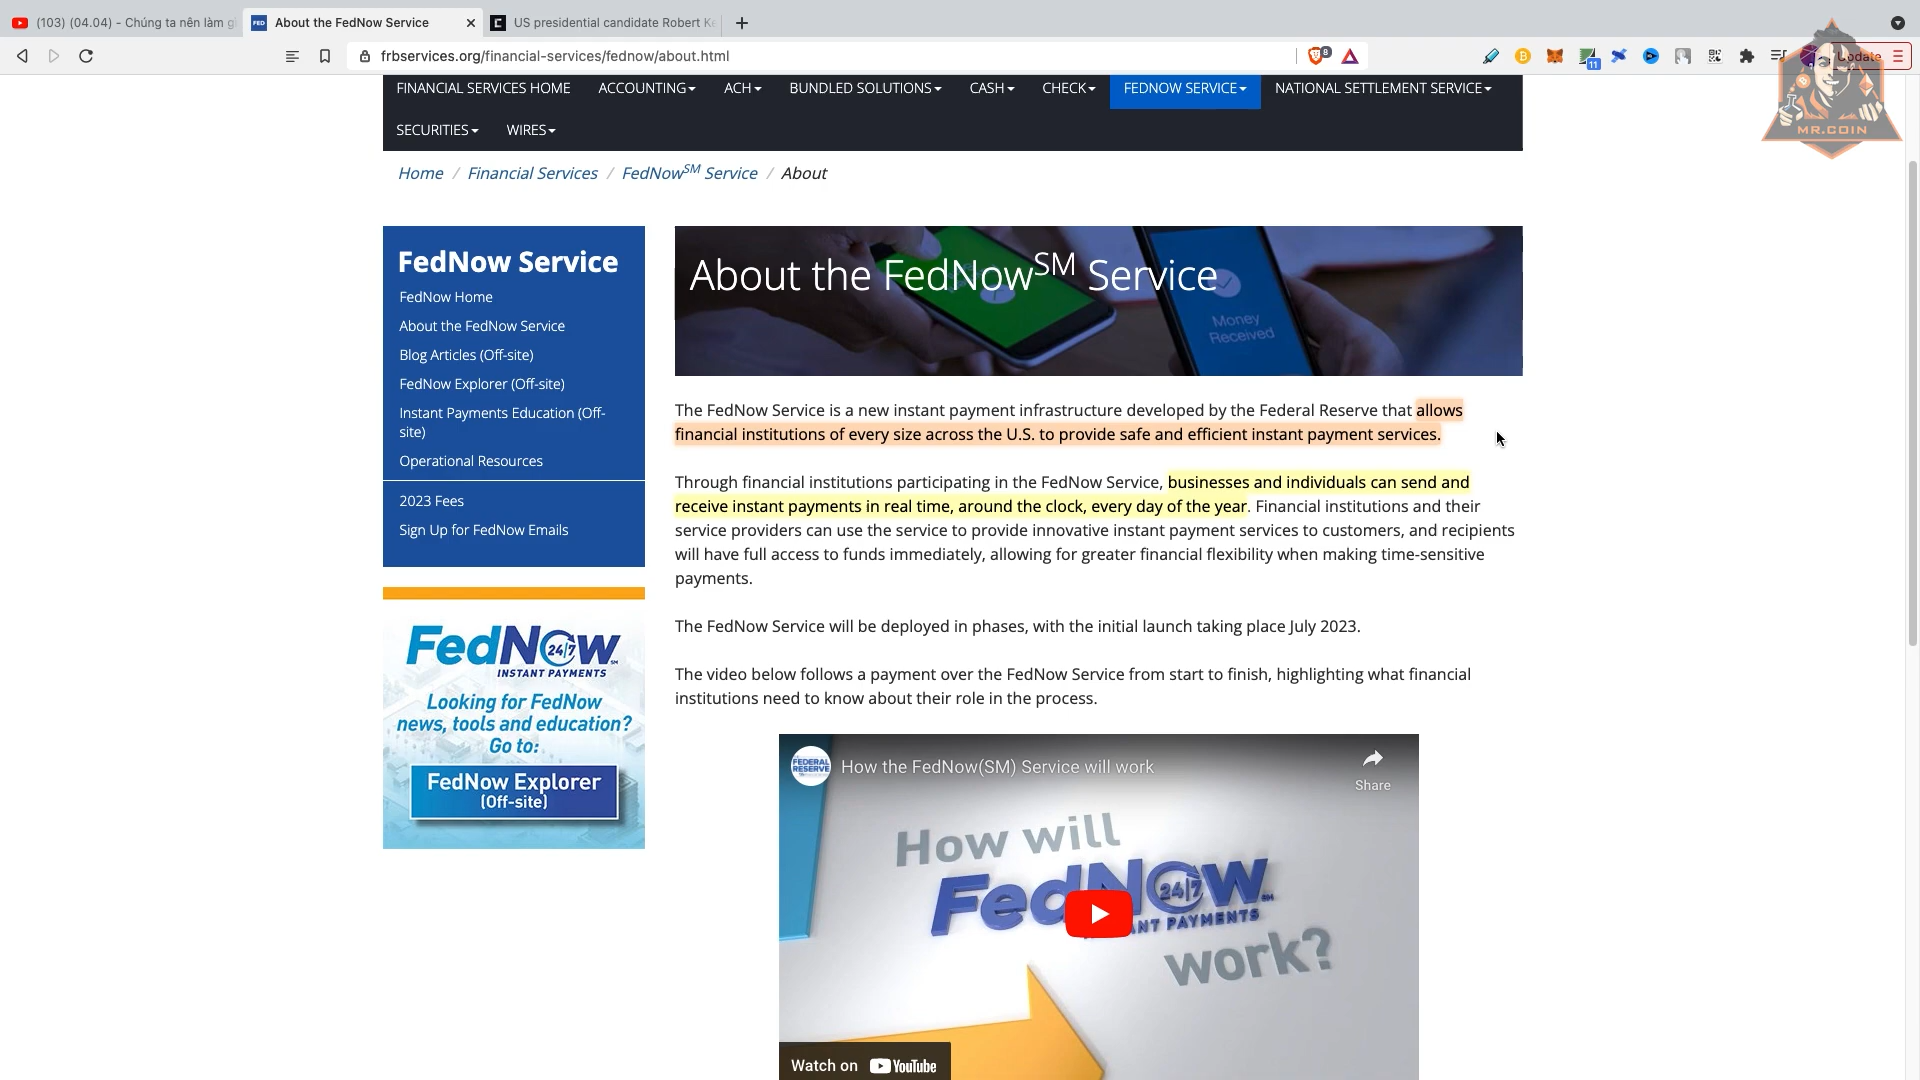 (103) (04.04) - Chúng ta nên làm g
About the FedNow Service
US presidential candidate Robert Ke
frbservices.org/financial-services/fednow/about.html
8
11
Update
MR.COIN
FINANCIAL SERVICES HOME
ACCOUNTING
ACH
BUNDLED SOLUTIONS
CASH
CHECK
FEDNOW SERVICE
NATIONAL SETTLEMENT SERVICE
SECURITIES
WIRES
Home / Financial Services / FedNowSM Service / About
FedNow Service
FedNow Home
About the FedNow Service
Blog Articles (Off-site)
FedNow Explorer (Off-site)
Instant Payments Education (Off-
site)
Operational Resources
2023 Fees
Sign Up for FedNow Emails
FedNow 24/7 SM
INSTANT PAYMENTS
Looking for FedNow
news, tools and education?
Go to:
FedNow Explorer
(Off-site)
About the FedNowSM Service
Money
Received
The FedNow Service is a new instant payment infrastructure developed by the Federal Reserve that allows
financial institutions of every size across the U.S. to provide safe and efficient instant payment services.
Through financial institutions participating in the FedNow Service, businesses and individuals can send and
receive instant payments in real time, around the clock, every day of the year. Financial institutions and their
service providers can use the service to provide innovative instant payment services to customers, and recipients
will have full access to funds immediately, allowing for greater financial flexibility when making time-sensitive
payments.
The FedNow Service will be deployed in phases, with the initial launch taking place July 2023.
The video below follows a payment over the FedNow Service from start to finish, highlighting what financial
institutions need to know about their role in the process.
FEDERAL
RESERVE
How the FedNow(SM) Service will work
Share
How will
FedNow 24/7 SM
ANT PAYMENTS
work?
Watch on YouTube